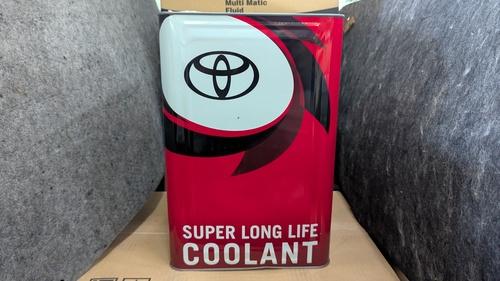 Multi Matic
Fluid
SUPER LONG LIFE
COOLANT